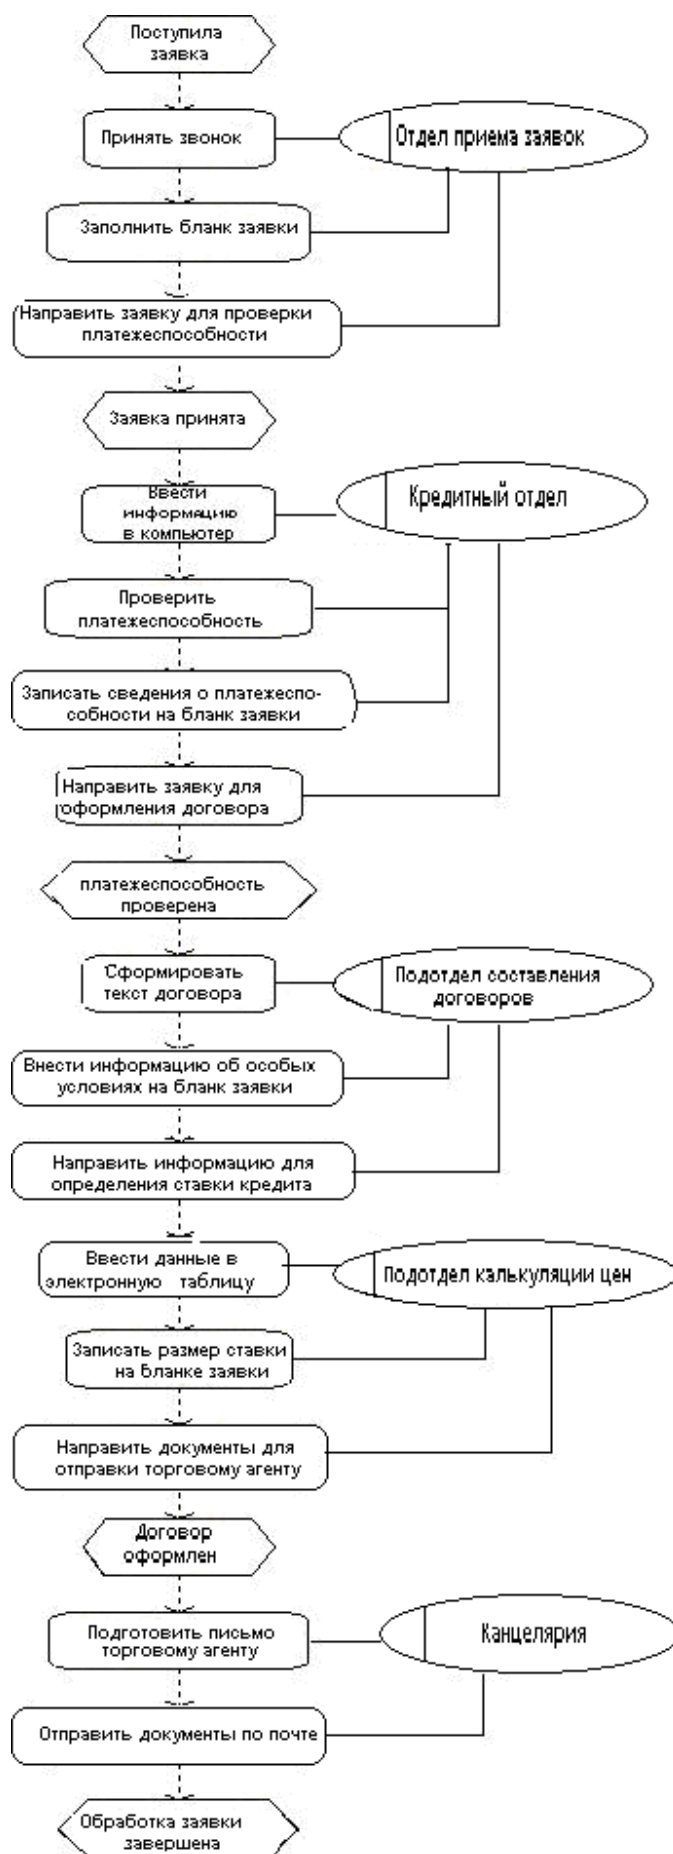 Поступила
заявка
Принять звонок
Отдел приема заявок
Заполнить бланк заявки
Направить заявку для проверки
платежеспособности
Заявка принята
Ввести
информацию
в компьютер
Кредитный отдел
Проверить
платежеспособность
Записать сведения о платежеспо-
собности на бланк заявки
Направить заявку для
оформления договора
платежеспособность
проверена
Сформировать
текст договора
Подотдел составления
договоров
Внести информацию об особых
условиях на бланк заявки
Направить информацию для
определения ставки кредита
Ввести данные в
электронную таблицу
Подотдел калькуляции цен
Записать размер ставки
на бланке заявки
Направить документы для
отправки торговому агенту
Договор
оформлен
Подготовить письмо
торговому агенту
Канцелярия
Отправить документы по почте
Обработка заявки
завершена